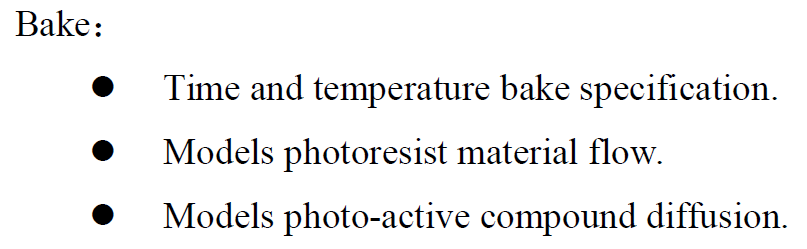 Bake：
● Time and temperature bake specification.
● Models photoresist material flow.
● Models photo-active compound diffusion.